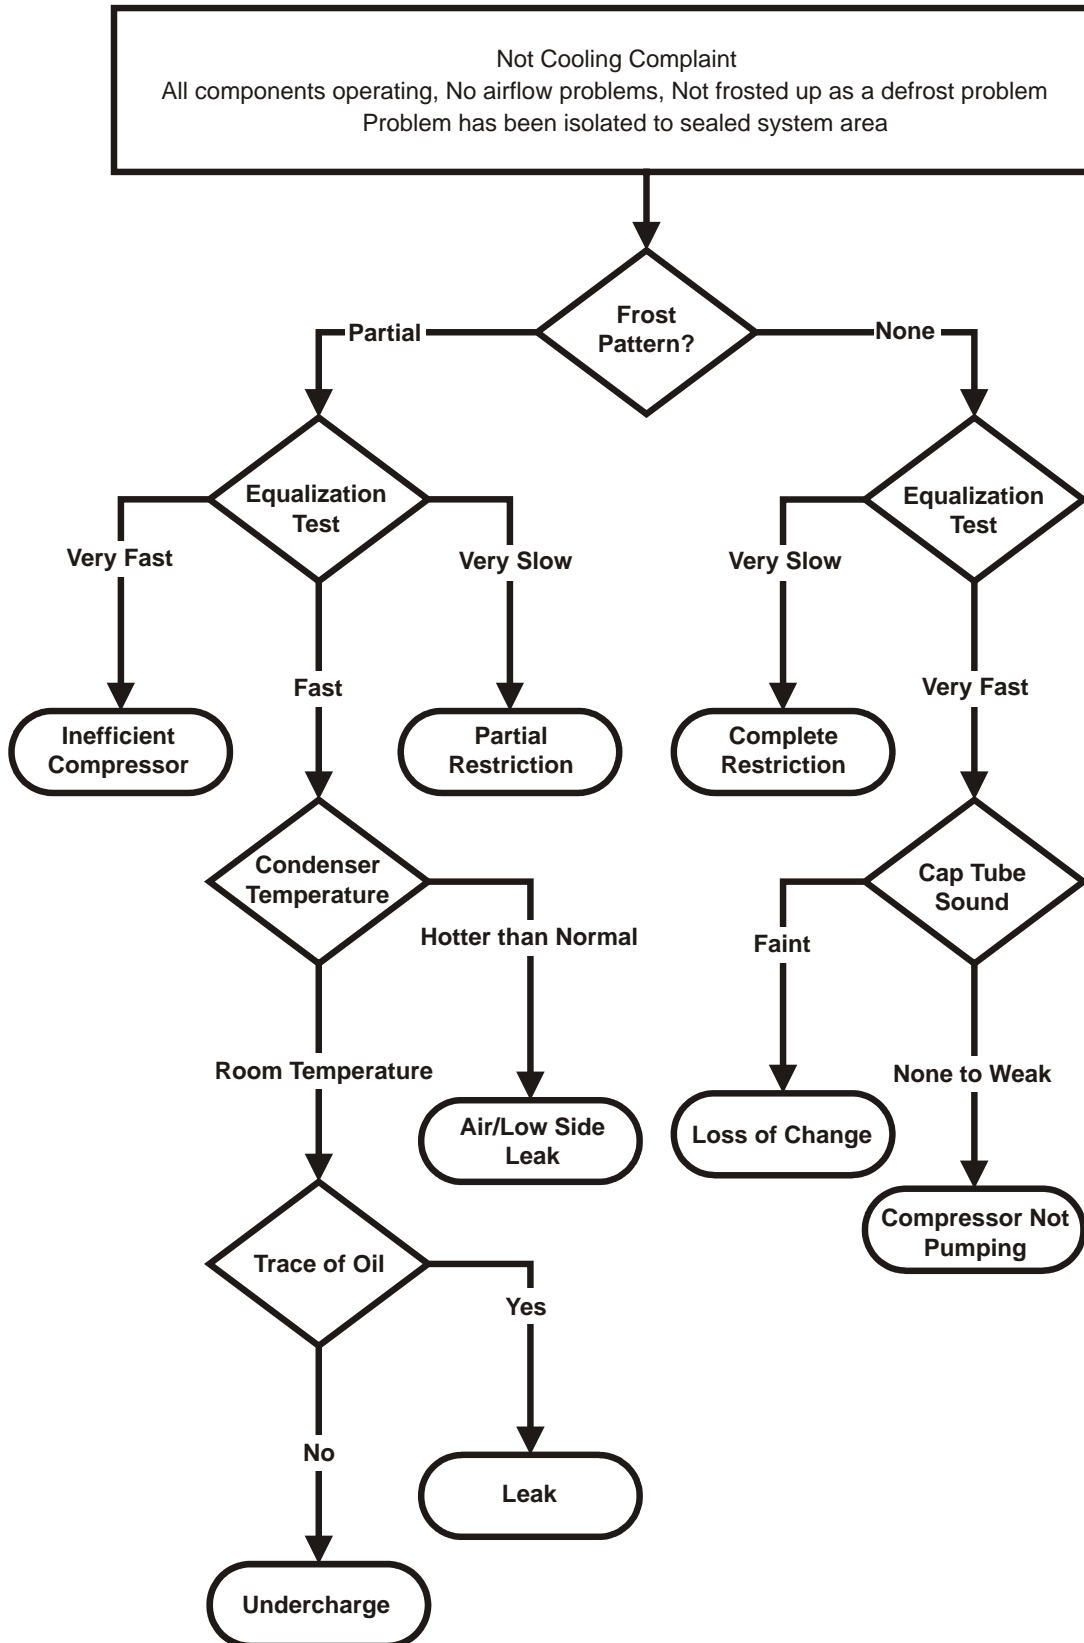 Not Cooling Complaint
All components operating, No airflow problems, Not frosted up as a defrost problem
Problem has been isolated to sealed system area
Frost
Pattern?
Partial
None
Equalization
Test
Equalization
Test
Very Fast
Very Slow
Very Slow
Fast
Very Fast
Inefficient
Compressor
Partial
Restriction
Complete
Restriction
Condenser
Temperature
Cap Tube
Sound
Hotter than Normal
Faint
Room Temperature
None to Weak
Air/Low Side
Leak
Loss of Change
Compressor Not
Pumping
Trace of Oil
Yes
No
Leak
Undercharge